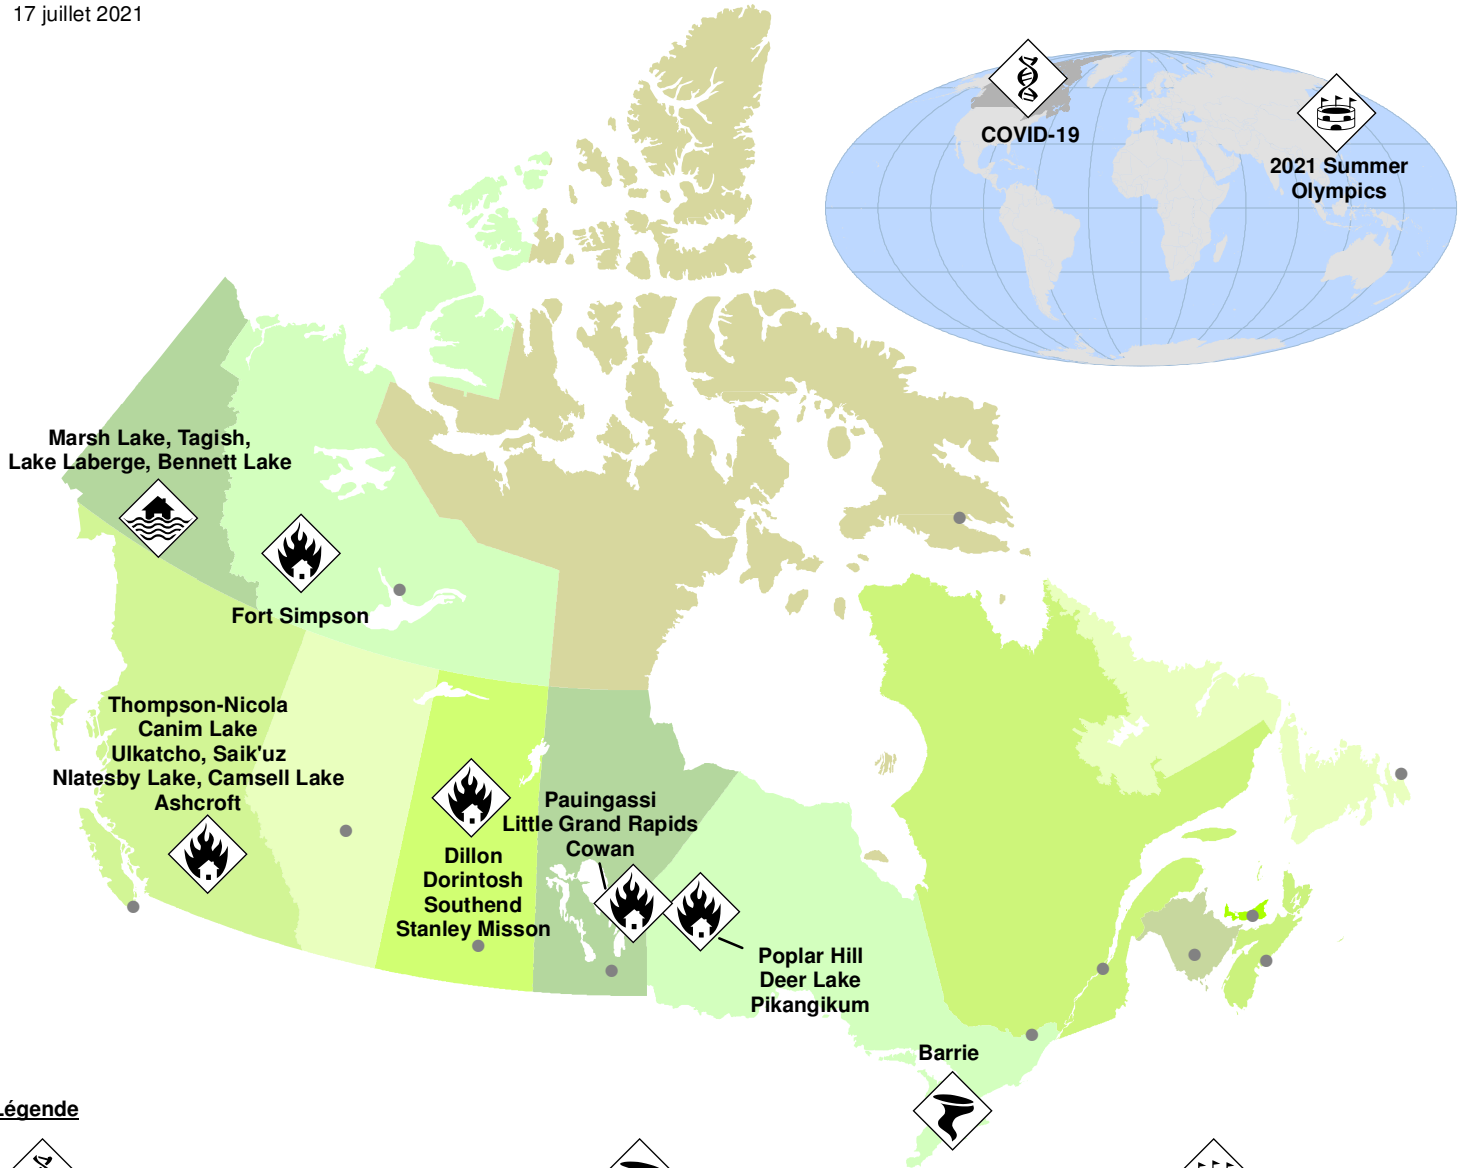 17 juillet 2021
COVID-19
2021 Summer
Olympics
Marsh Lake, Tagish,
Lake Laberge, Bennett Lake
Fort Simpson
Thompson-Nicola
Canim Lake
Ulkatcho, Saik'uz
Nlatesby Lake, Camsell Lake
Ashcroft
Pauingassi
Little Grand Rapids
Cowan
Dillon
Dorintosh
Southend
Stanley Misson
Poplar Hill
Deer Lake
Pikangikum
Barrie
Légende